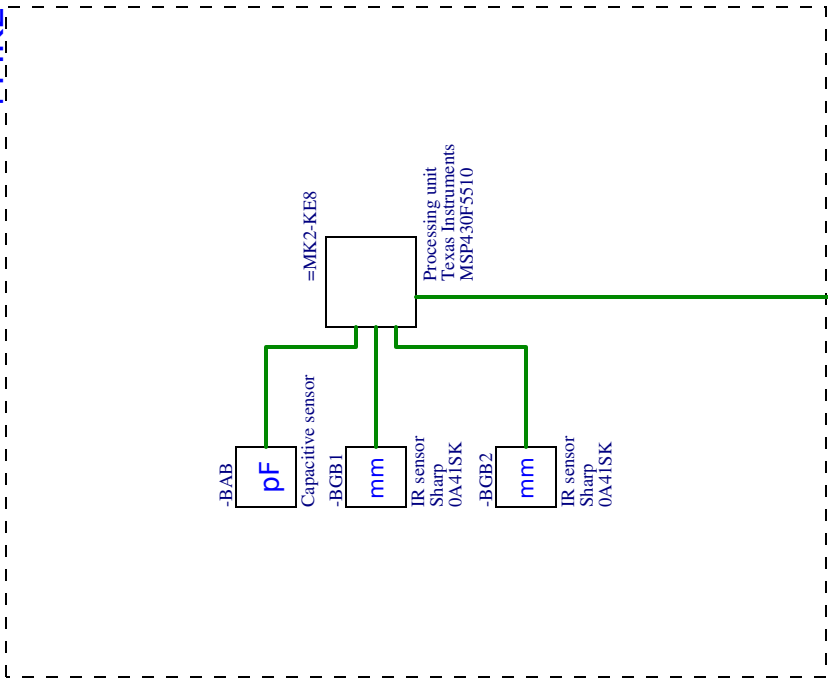 =MK2-KE8
Processing unit
Texas Instruments
MSP430F5510
-BAB
pF
Capacitive sensor
-BGB1
mm
IR sensor
Sharp
0A41SK
-BGB2
mm
IR sensor
Sharp
0A41SK